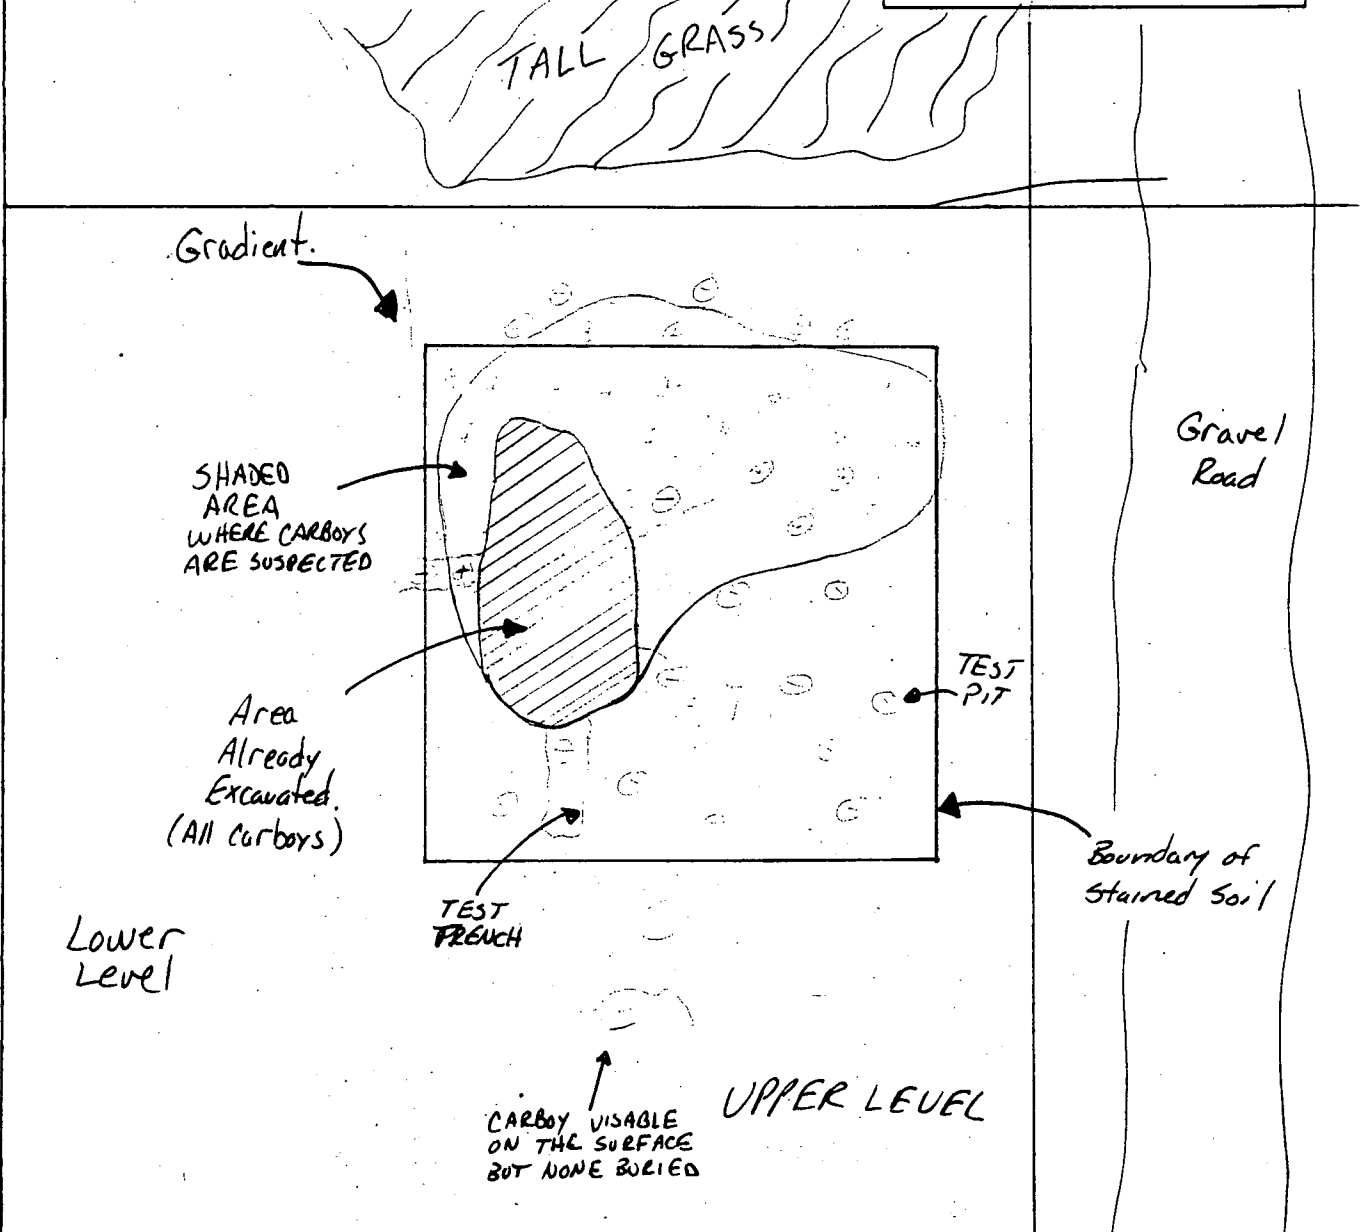 TALL GRASS
Gradient.
Gravel
Road
SHADED
AREA
WHERE CARBOYS
ARE SUSPECTED
TEST
PIT
Area
Already
Excavated.
(All Carboys)
Boundary of
Stained Soil
TEST
TRENCH
Lower
Level
UPPER LEVEL
CARBOY VISABLE
ON THE SURFACE
BUT NONE BURIED